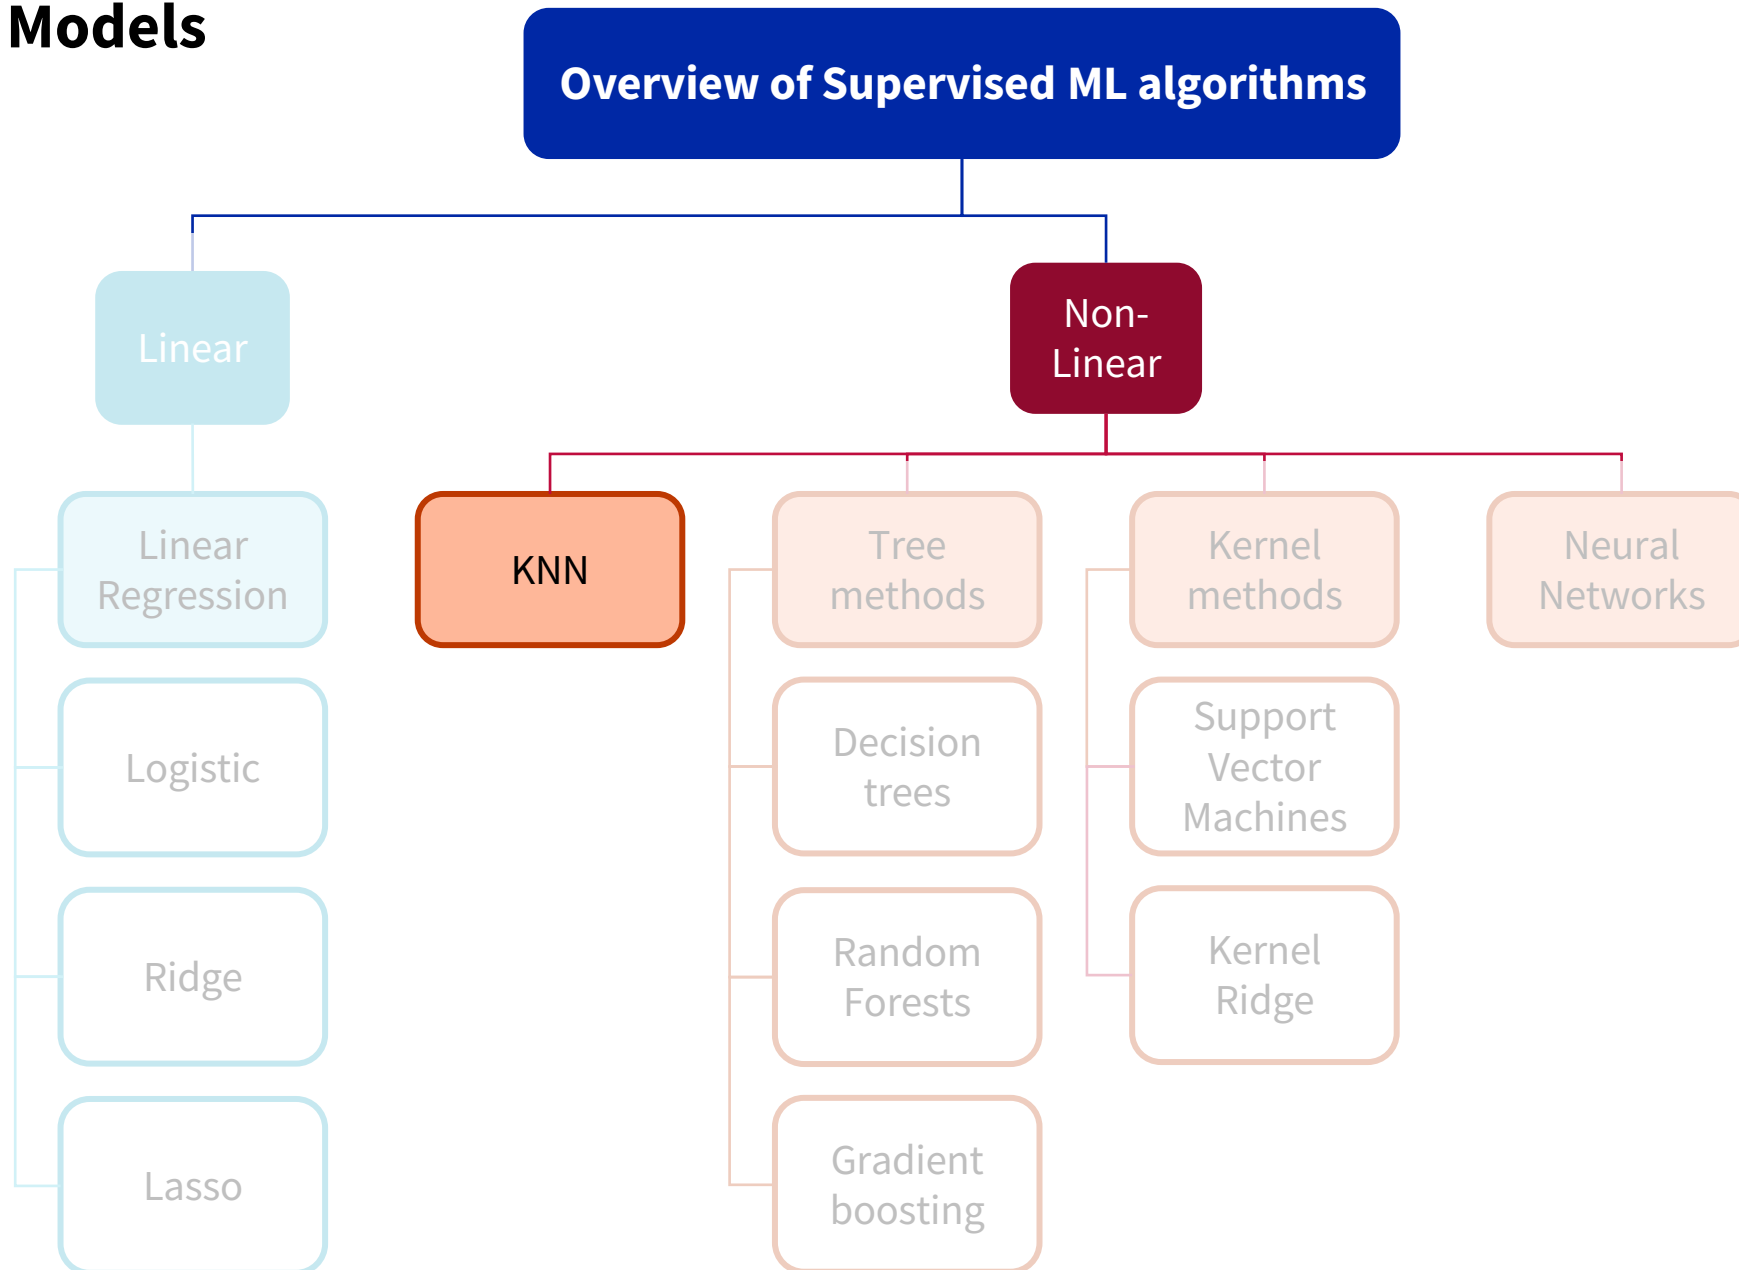 Models
Overview of Supervised ML algorithms
Linear
Non-
Linear
Linear
Regression
Logistic
Ridge
Lasso
KNN
Tree
methods
Decision
trees
Random
Forests
Gradient
boosting
Kernel
methods
Support
Vector
Machines
Kernel
Ridge
Neural
Networks